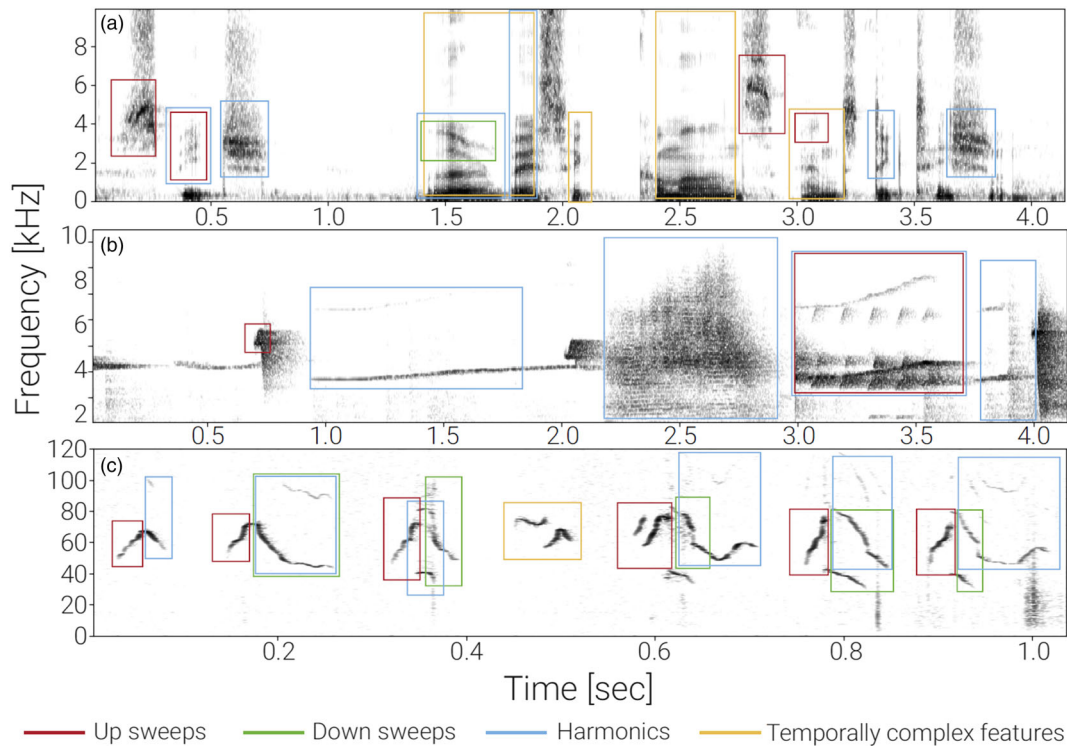 (a)
8
6
4
2
0
0.5 1.0 1.5 2.0 2.5 3.0 3.5 4.0
(b)
10
8
6
4
2
0.5 1.0 1.5 2.0 2.5 3.0 3.5 4.0
Frequency [kHz]
(c)
120
100
80
60
40
20
0
0.2 0.4 0.6 0.8 1.0
Time [sec]
Up sweeps Down sweeps Harmonics Temporally complex features